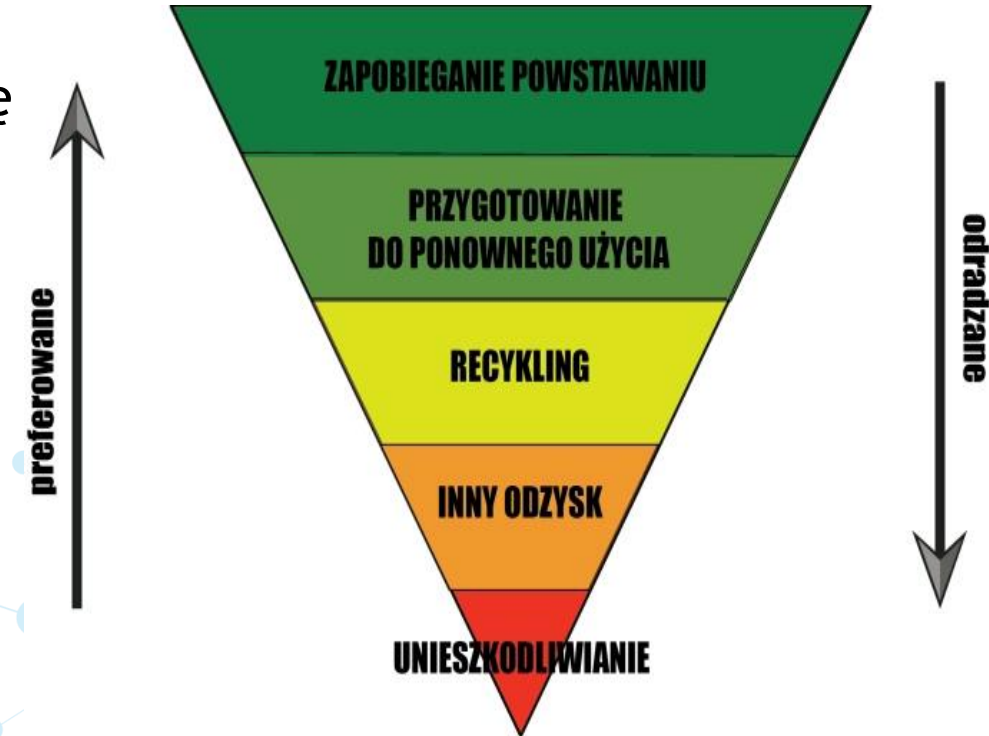 ę
ZAPOBIEGANIE POWSTAWANIU
PRZYGOTOWANIE
DO PONOWNEGO UŻYCIA
RECYKLING
INNY ODZYSK
UNIESZKODLIWIANIE
preferowane
odradzane